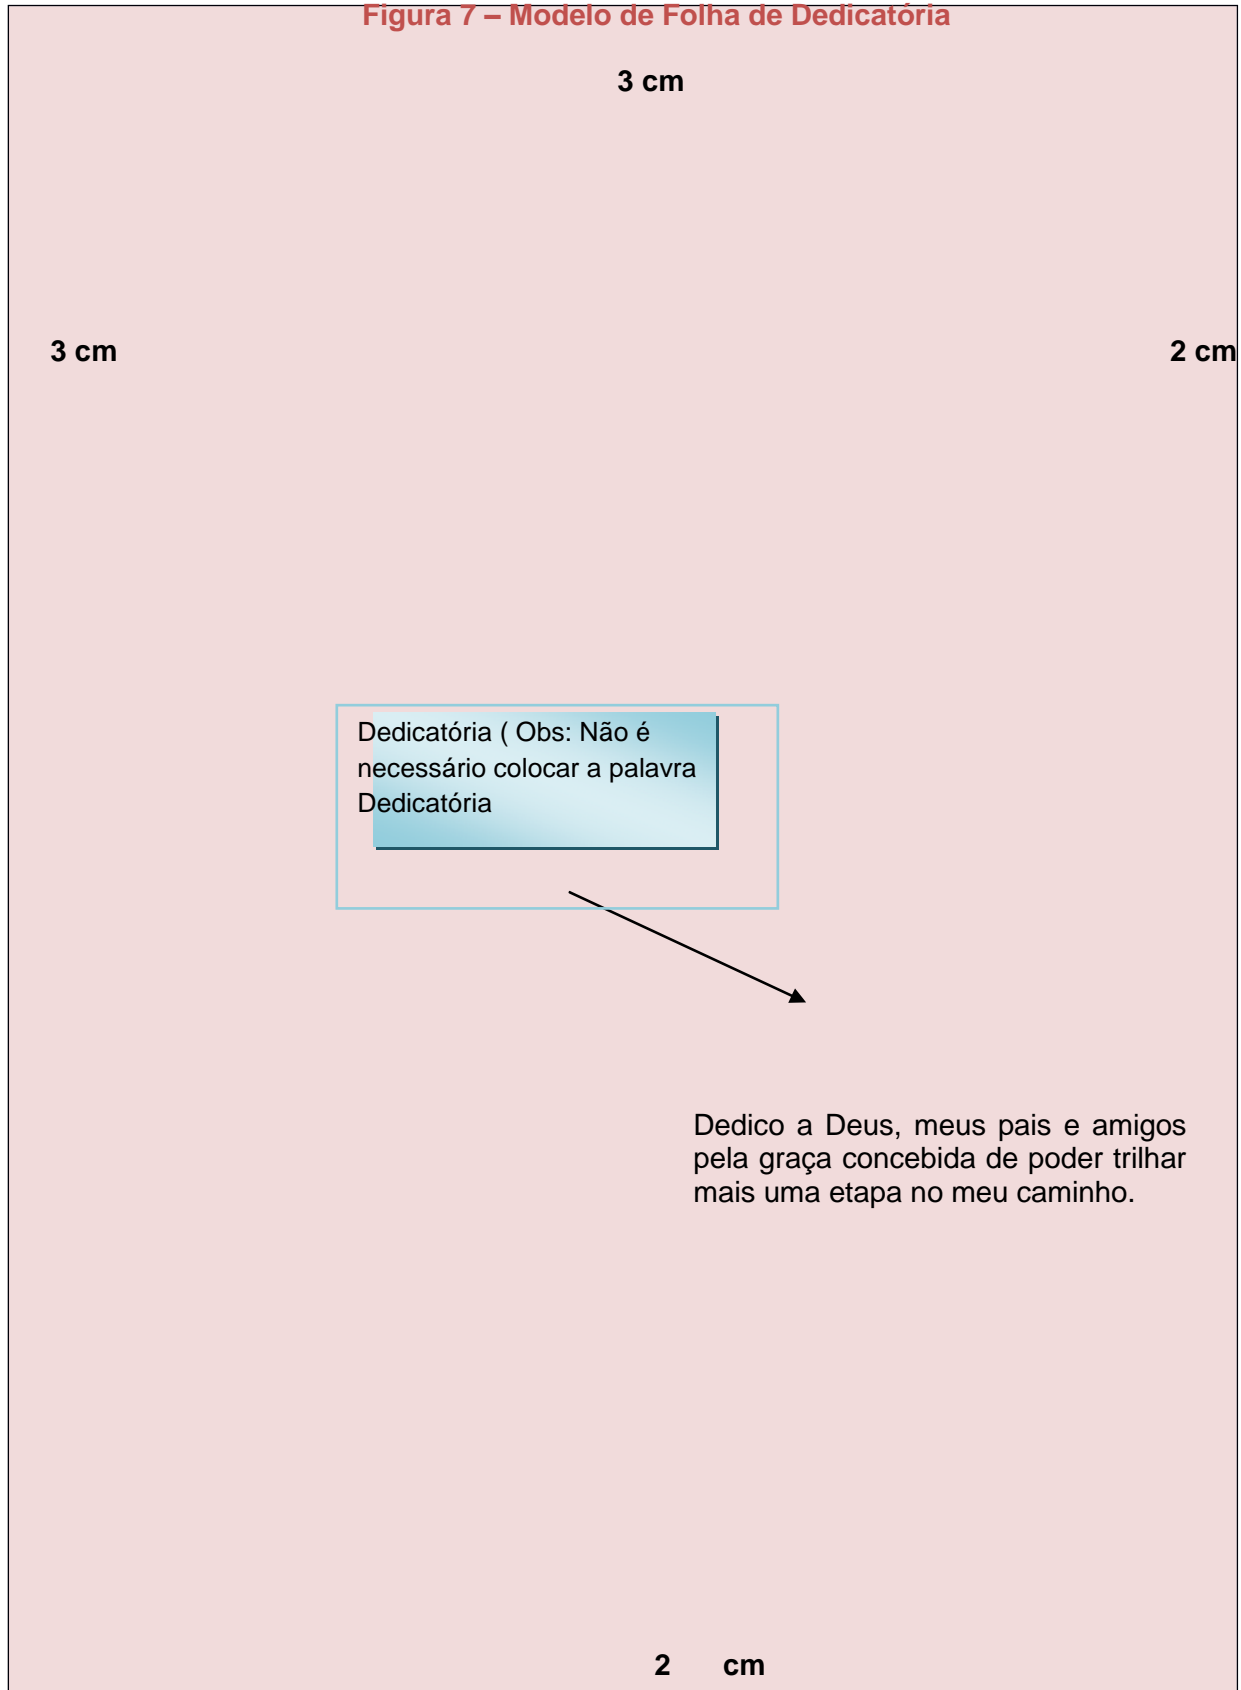 Figura 7 – Modelo de Folha de Dedicatória
3 cm
3 cm
2 cm
Dedicatória ( Obs: Não é
necessário colocar a palavra
Dedicatória
Dedico a Deus, meus pais e amigos
pela graça concebida de poder trilhar
mais uma etapa no meu caminho.
2 cm